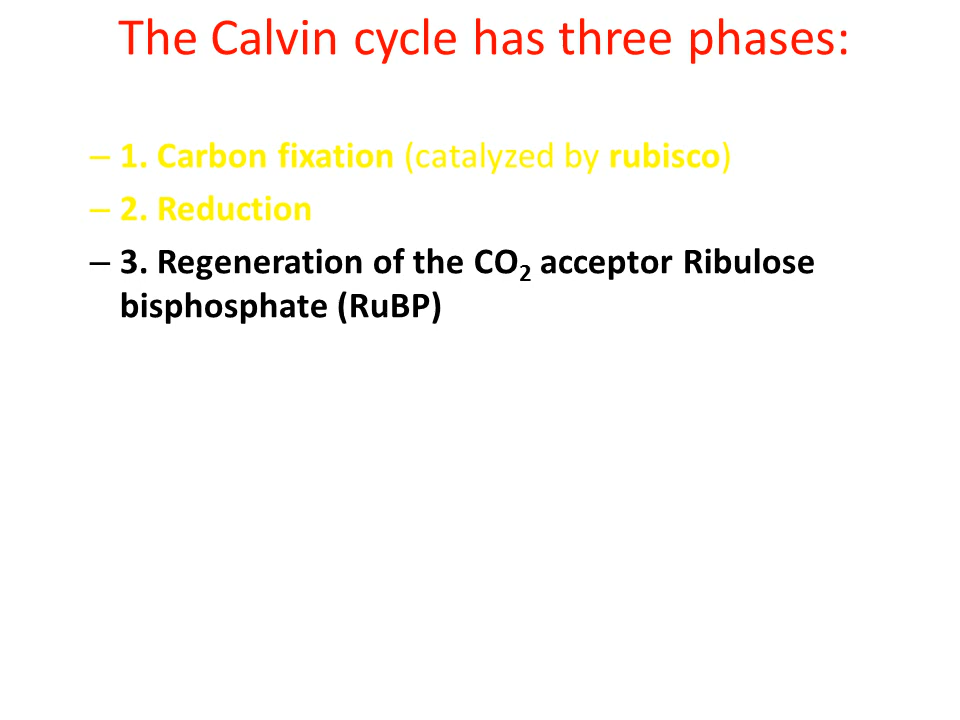 The Calvin cycle has three phases:
– 1. Carbon fixation (catalyzed by rubisco)
– 2. Reduction
– 3. Regeneration of the CO₂ acceptor Ribulose
bisphosphate (RuBP)